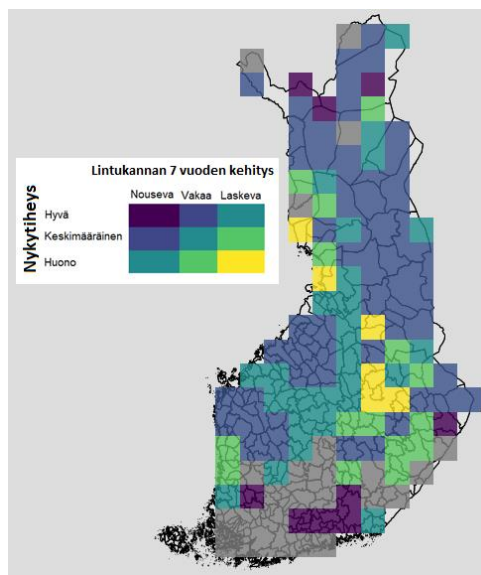 Lintukannan 7 vuoden kehitys
Nouseva Vakaa Laskeva
Nykytiheys
Hyvä
Keskimääräinen
Huono